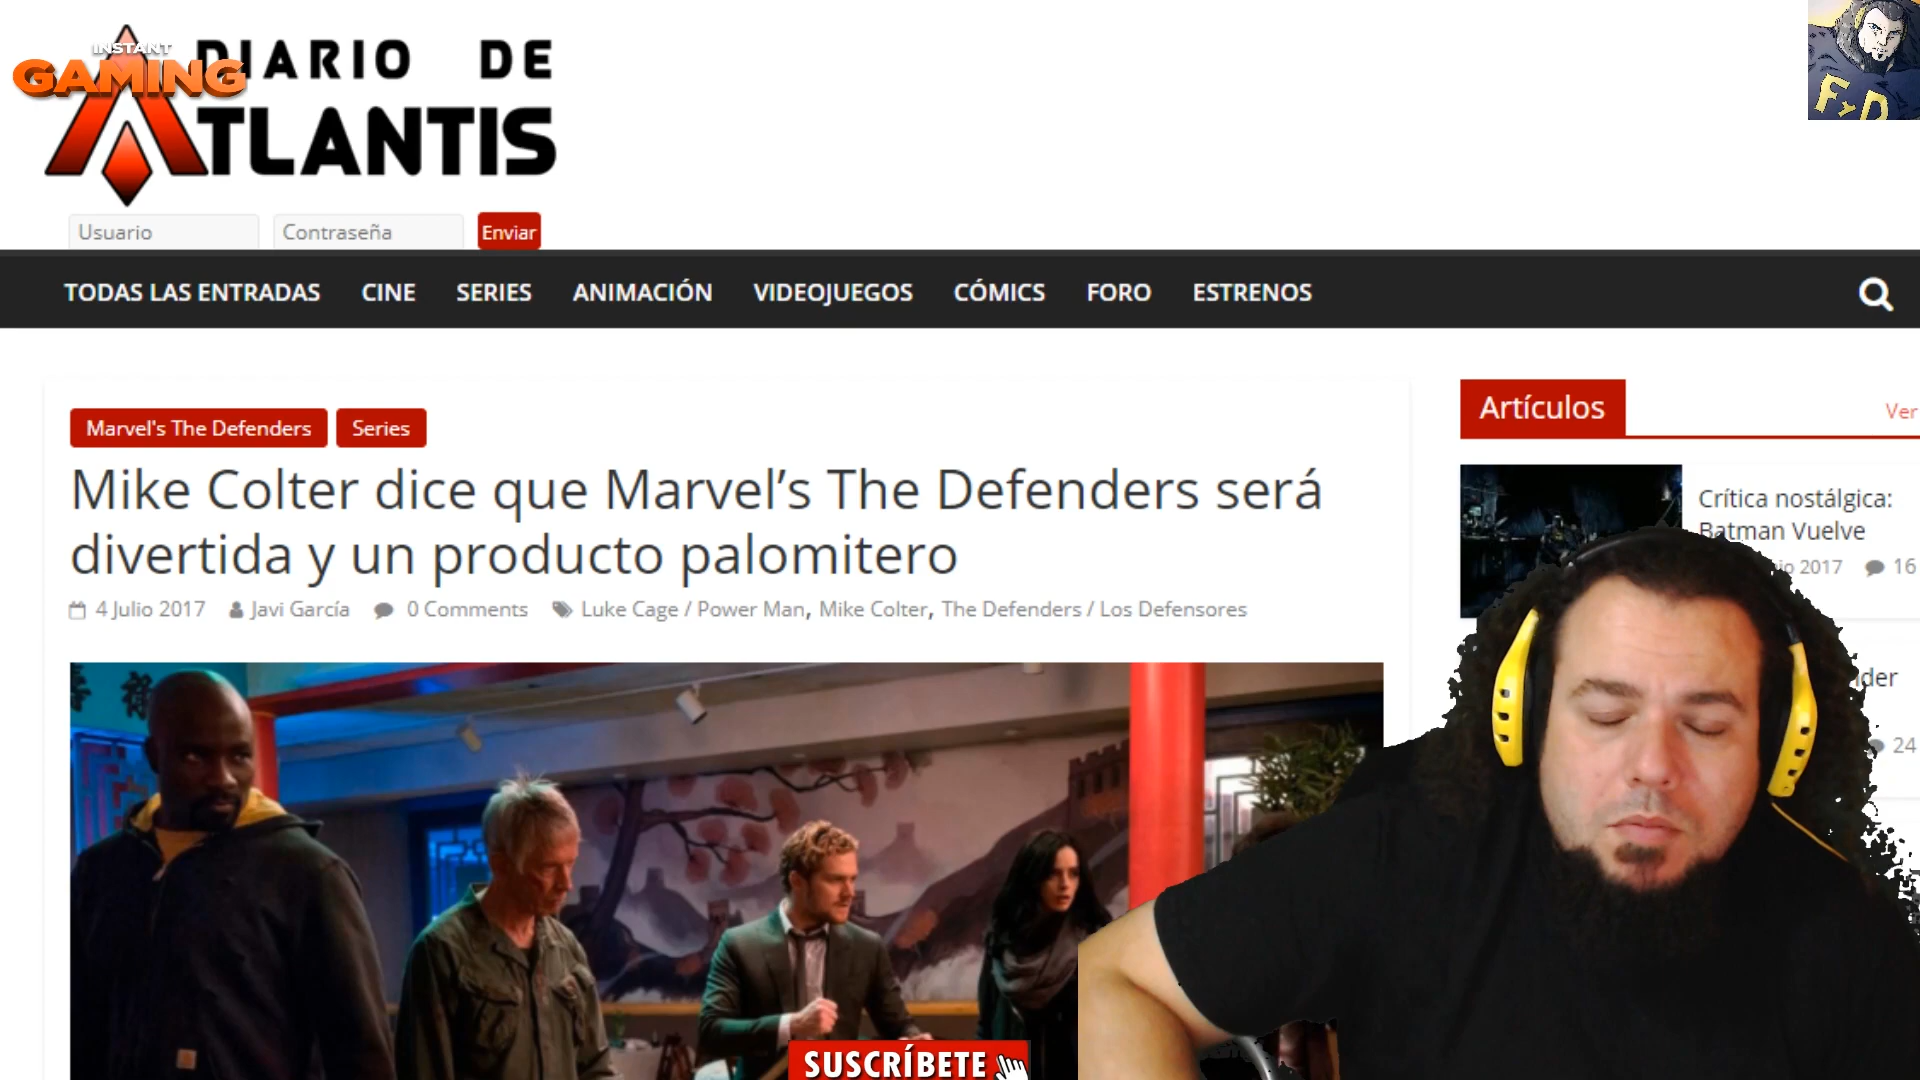 INSTANT
GAMING
DIARIO DE
ATLANTIS
FyD
Usuario
Contraseña
Enviar
TODAS LAS ENTRADAS
CINE
SERIES
ANIMACIÓN
VIDEOJUEGOS
CÓMICS
FORO
ESTRENOS
Marvel's The Defenders
Series
Mike Colter dice que Marvel’s The Defenders será
divertida y un producto palomitero
4 Julio 2017
Javi García
0 Comments
Luke Cage / Power Man, Mike Colter, The Defenders / Los Defensores
Artículos
Ver
Crítica nostálgica:
Batman Vuelve
2017
16
24
SUSCRÍBETE